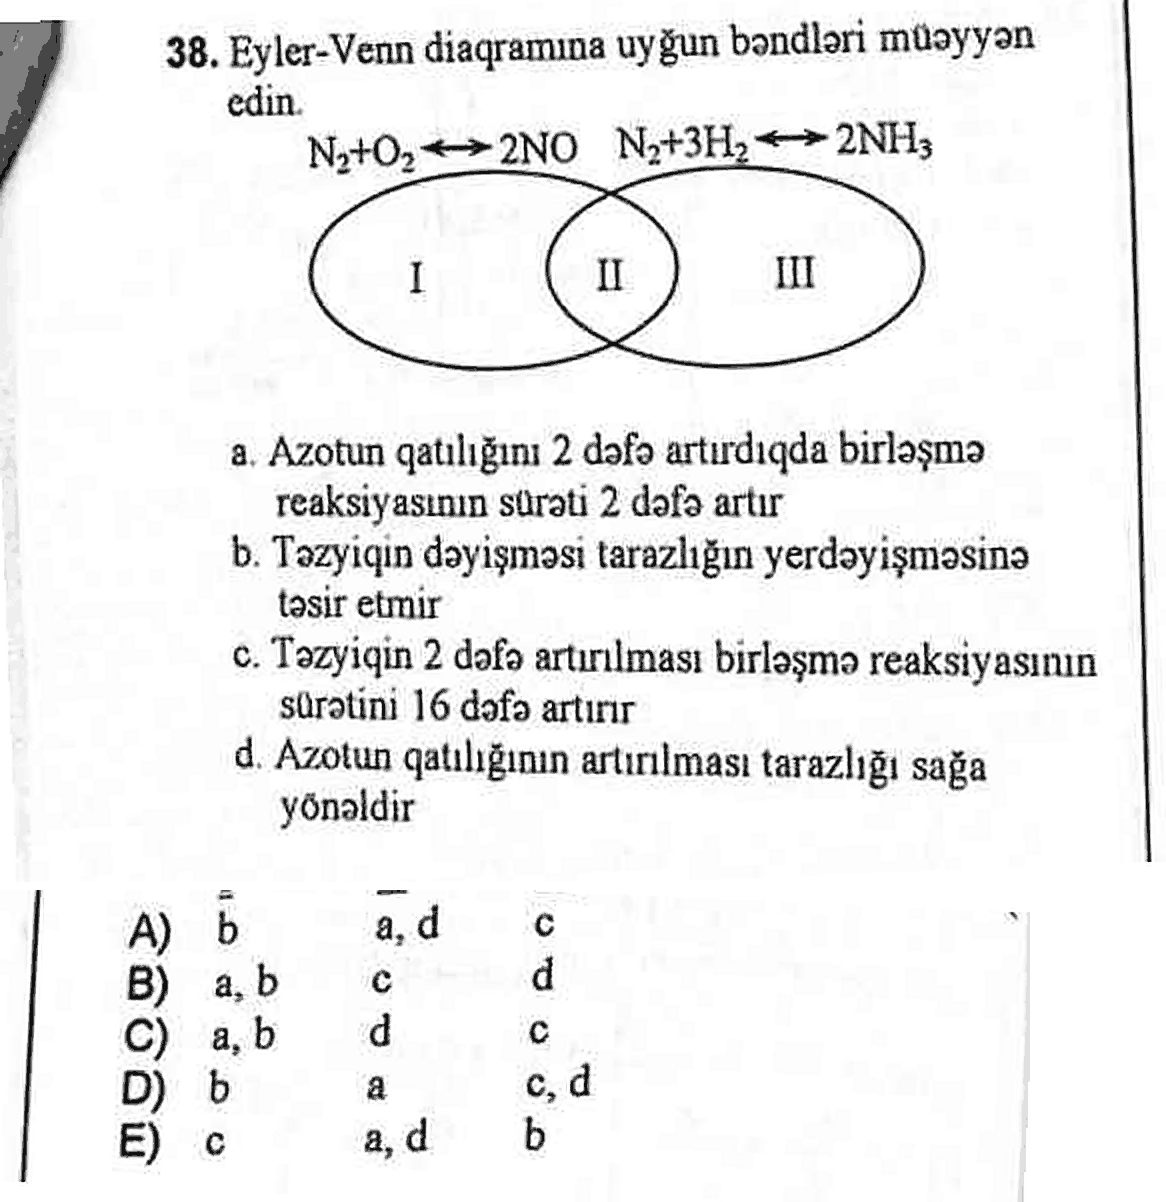 38. Eyler-Venn diaqramına uyğun bəndləri müəyyən
edin.
N₂+O₂ ⟷ 2NO N₂+3H₂ ⟷ 2NH₃
I II III
a. Azotun qatılığını 2 dəfə artırdıqda birləşmə
reaksiyasının sürəti 2 dəfə artır
b. Təzyiqin dəyişməsi tarazlığın yerdəyişməsinə
təsir etmir
c. Təzyiqin 2 dəfə artırılması birləşmə reaksiyasının
sürətini 16 dəfə artırır
d. Azotun qatılığının artırılması tarazlığı sağa
yönəldir
A) b a, d c
B) a, b c d
C) a, b d c
D) b a c, d
E) c a, d b